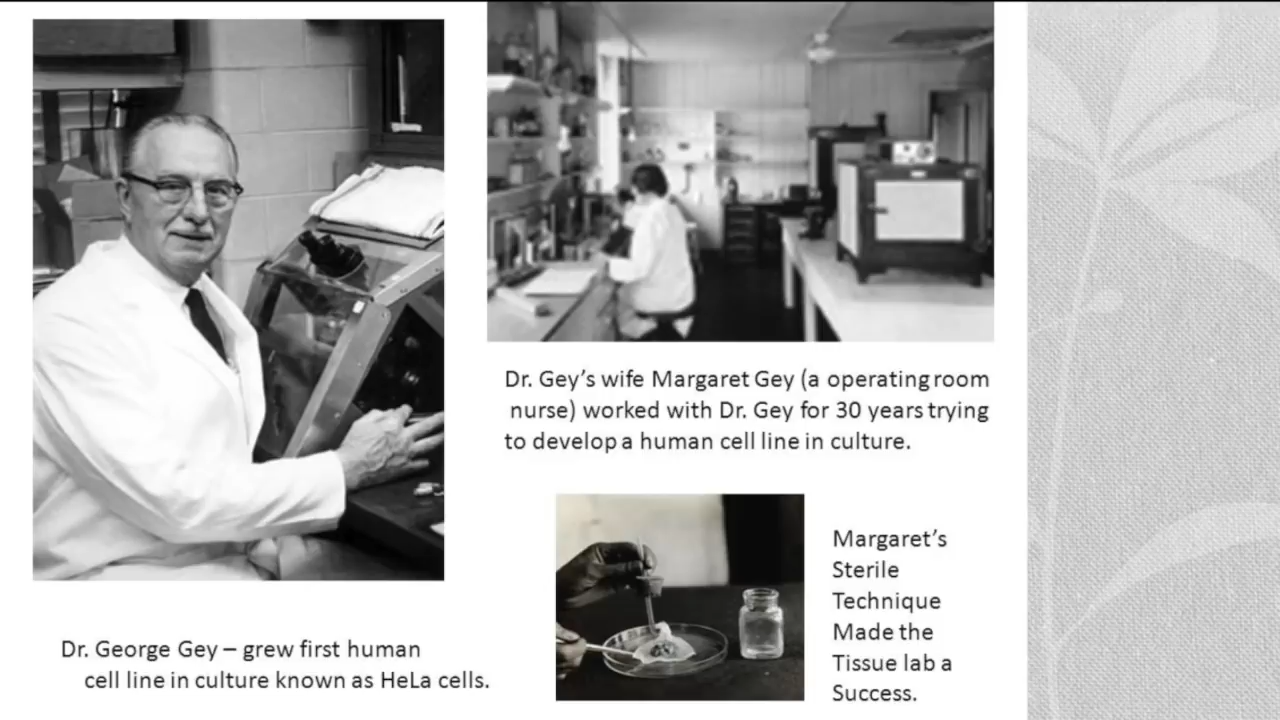 Dr. Gey's wife Margaret Gey (a operating room
nurse) worked with Dr. Gey for 30 years trying
to develop a human cell line in culture.
Margaret's
Sterile
Technique
Made the
Tissue lab a
Success.
Dr. George Gey – grew first human
cell line in culture known as HeLa cells.